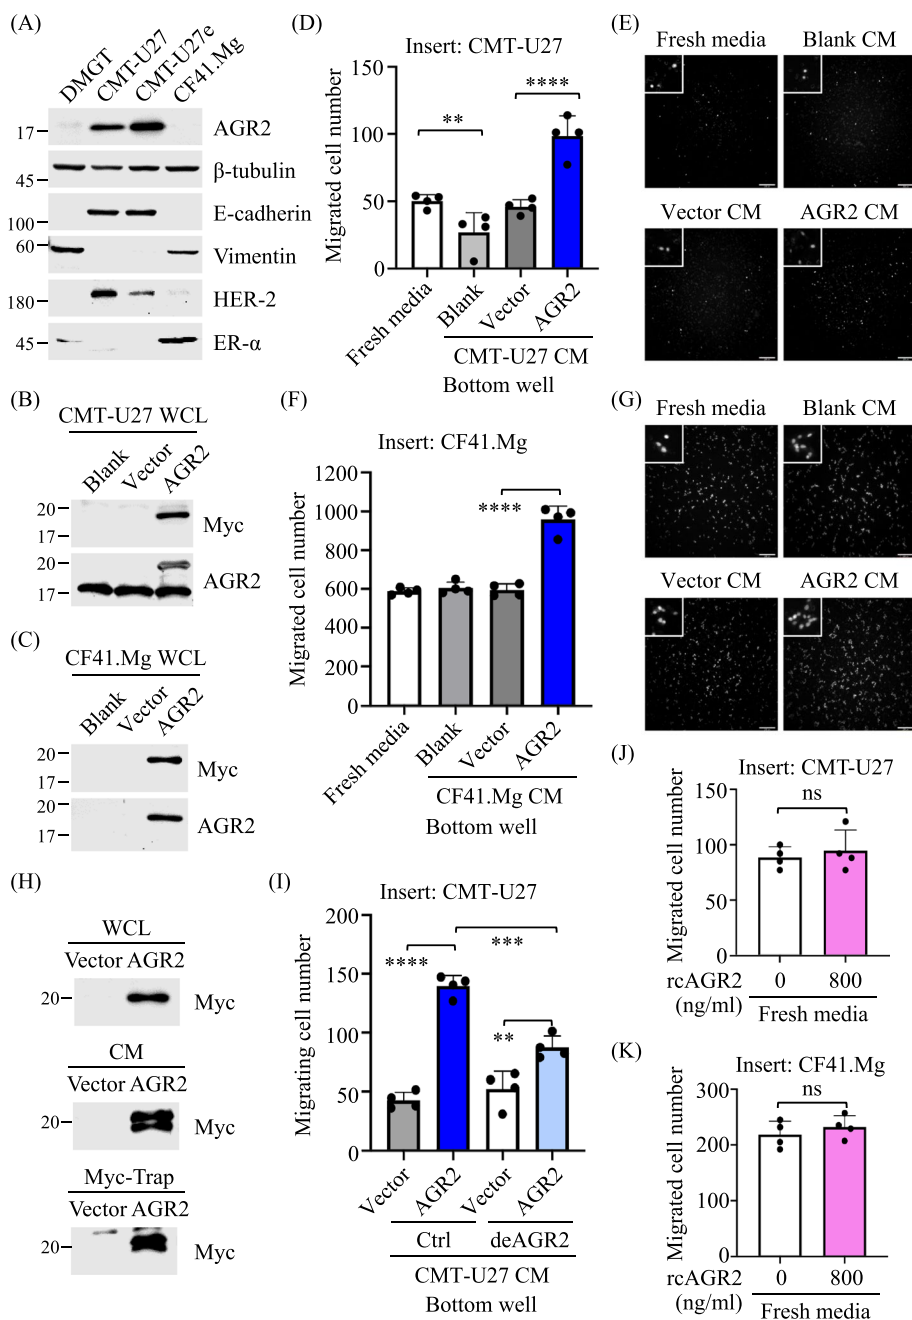 (A)
DMGT
CMT-U27
CMT-U27e
CF41.Mg
17
AGR2
45
β-tubulin
100
E-cadherin
60
Vimentin
180
HER-2
45
ER-α
(B)
CMT-U27 WCL
Blank
Vector
AGR2
20
17
Myc
20
17
AGR2
(C)
CF41.Mg WCL
Blank
Vector
AGR2
20
17
Myc
20
17
AGR2
(D)
Insert: CMT-U27
Migrated cell number
150
100
50
0
**
****
Fresh media
Blank
Vector
AGR2
CMT-U27 CM
Bottom well
(E)
Fresh media
Blank CM
Vector CM
AGR2 CM
(F)
Insert: CF41.Mg
Migrated cell number
1200
1000
800
600
400
200
0
****
Fresh media
Blank
Vector
AGR2
CF41.Mg CM
Bottom well
(G)
Fresh media
Blank CM
Vector CM
AGR2 CM
(H)
WCL
Vector AGR2
20
Myc
CM
Vector AGR2
20
Myc
Myc-Trap
Vector AGR2
20
Myc
(I)
Insert: CMT-U27
Migrating cell number
200
150
100
50
0
****
***
**
Vector
AGR2
Vector
AGR2
Ctrl
deAGR2
CMT-U27 CM
Bottom well
(J)
Insert: CMT-U27
Migrated cell number
150
100
50
0
ns
rcAGR2
(ng/ml)
0
800
Fresh media
(K)
Insert: CF41.Mg
Migrated cell number
300
200
100
0
ns
rcAGR2
(ng/ml)
0
800
Fresh media